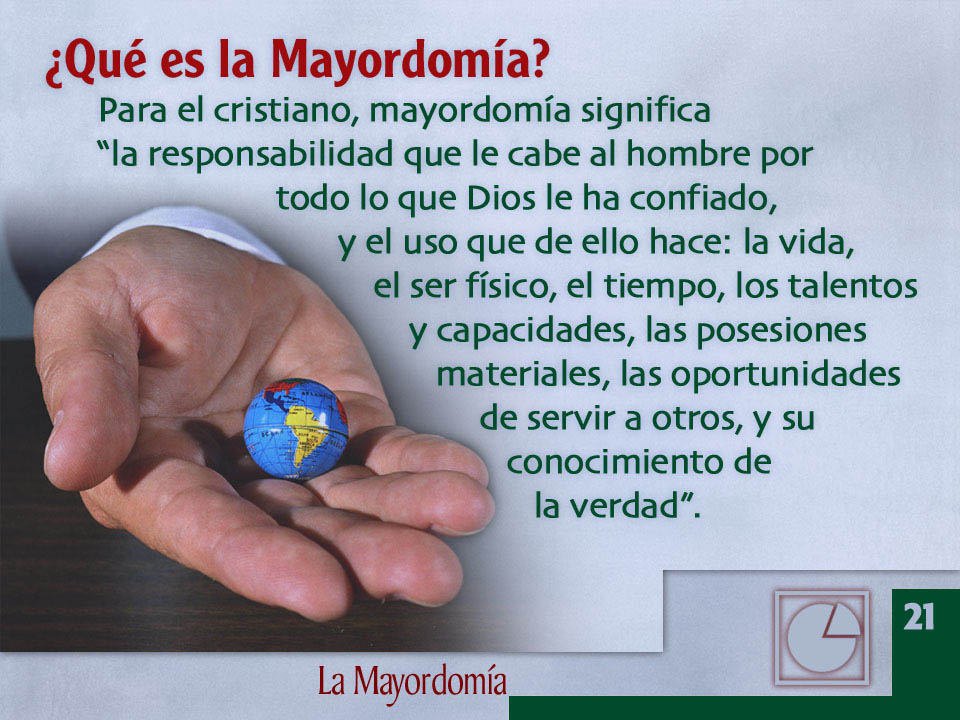 ¿Qué es la Mayordomía?
Para el cristiano, mayordomía significa
“la responsabilidad que le cabe al hombre por
todo lo que Dios le ha confiado,
y el uso que de ello hace: la vida,
el ser físico, el tiempo, los talentos
y capacidades, las posesiones
materiales, las oportunidades
de servir a otros, y su
conocimiento de
la verdad”.
21
La Mayordomía